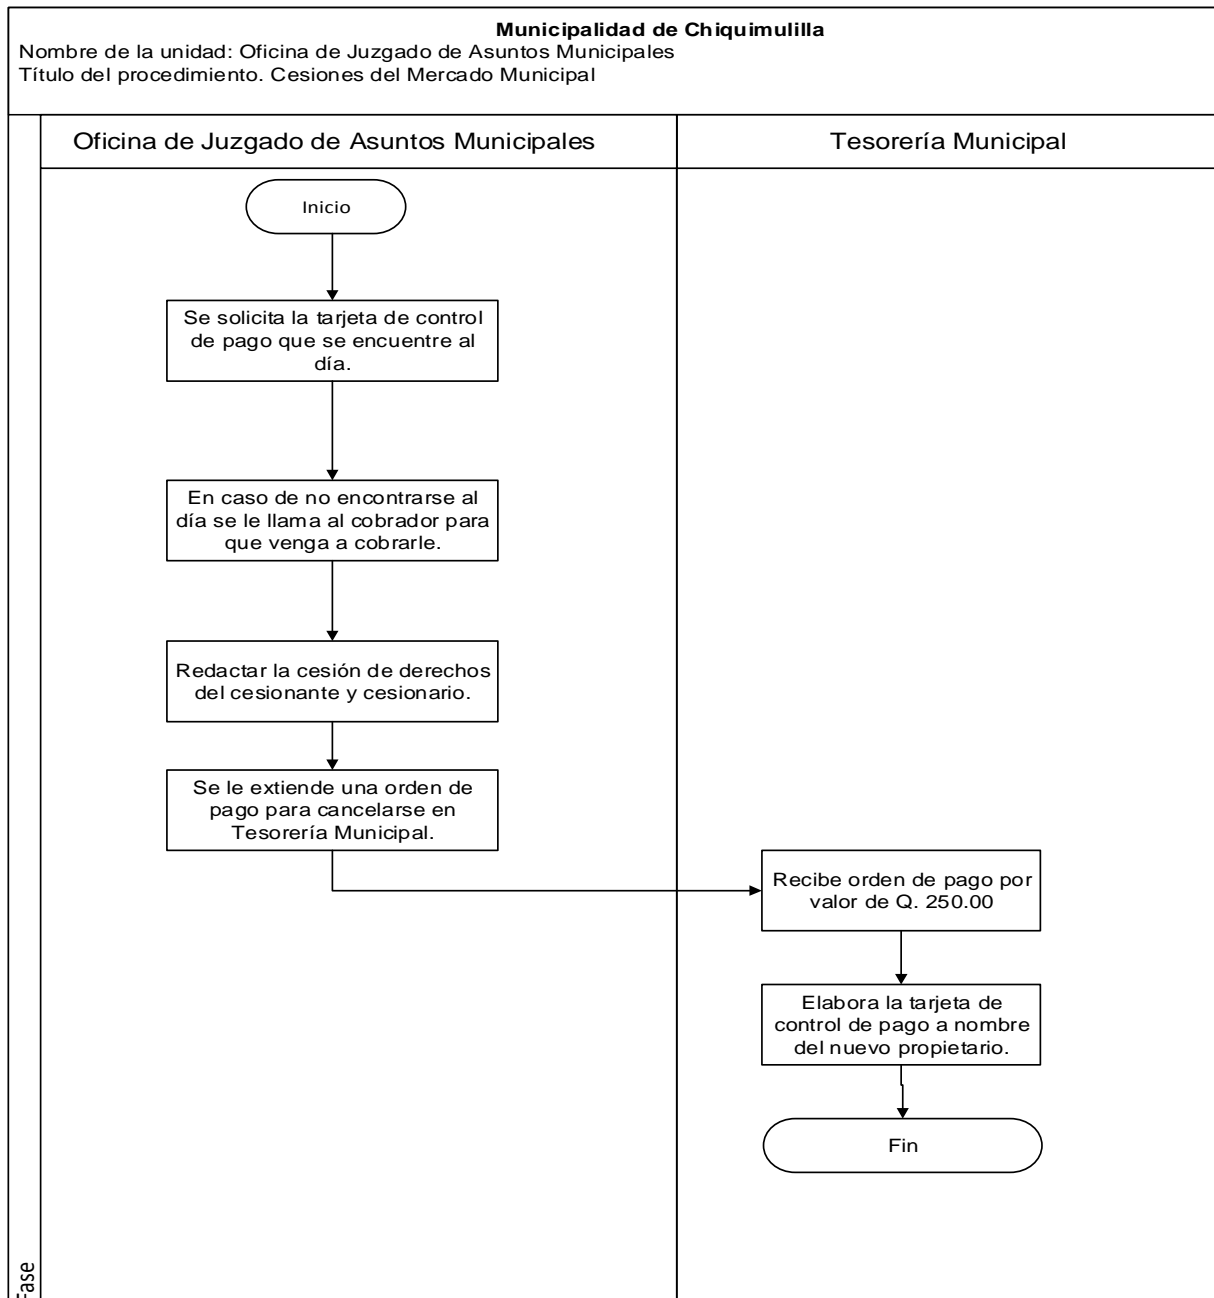 Municipalidad de Chiquimulilla
Nombre de la unidad: Oficina de Juzgado de Asuntos Municipales
Título del procedimiento. Cesiones del Mercado Municipal
Oficina de Juzgado de Asuntos Municipales
Tesorería Municipal
Inicio
Se solicita la tarjeta de control
de pago que se encuentre al
día.
En caso de no encontrarse al
día se le llama al cobrador para
que venga a cobrarle.
Redactar la cesión de derechos
del cesionante y cesionario.
Se le extiende una orden de
pago para cancelarse en
Tesorería Municipal.
Recibe orden de pago por
valor de Q. 250.00
Elabora la tarjeta de
control de pago a nombre
del nuevo propietario.
Fin
Fase